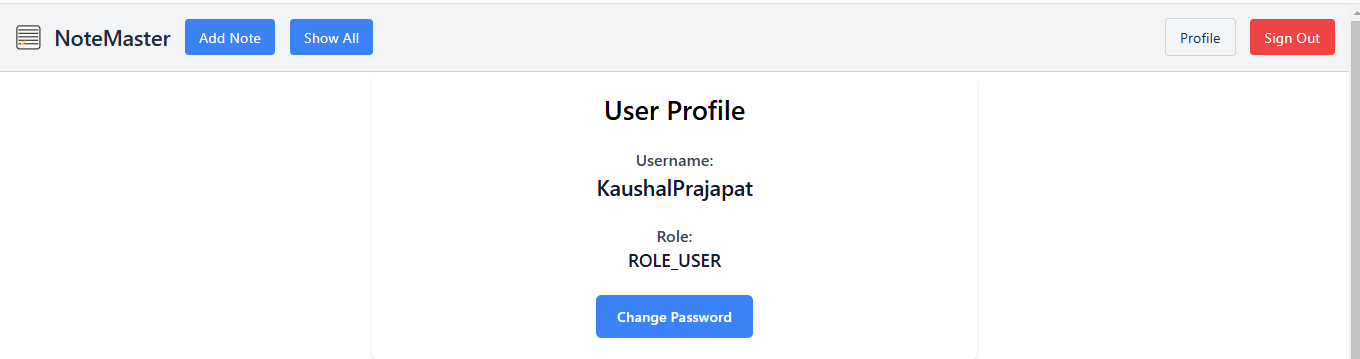 NoteMaster Add Note Show All Profile Sign Out
User Profile
Username:
KaushalPrajapat
Role:
ROLE_USER
Change Password